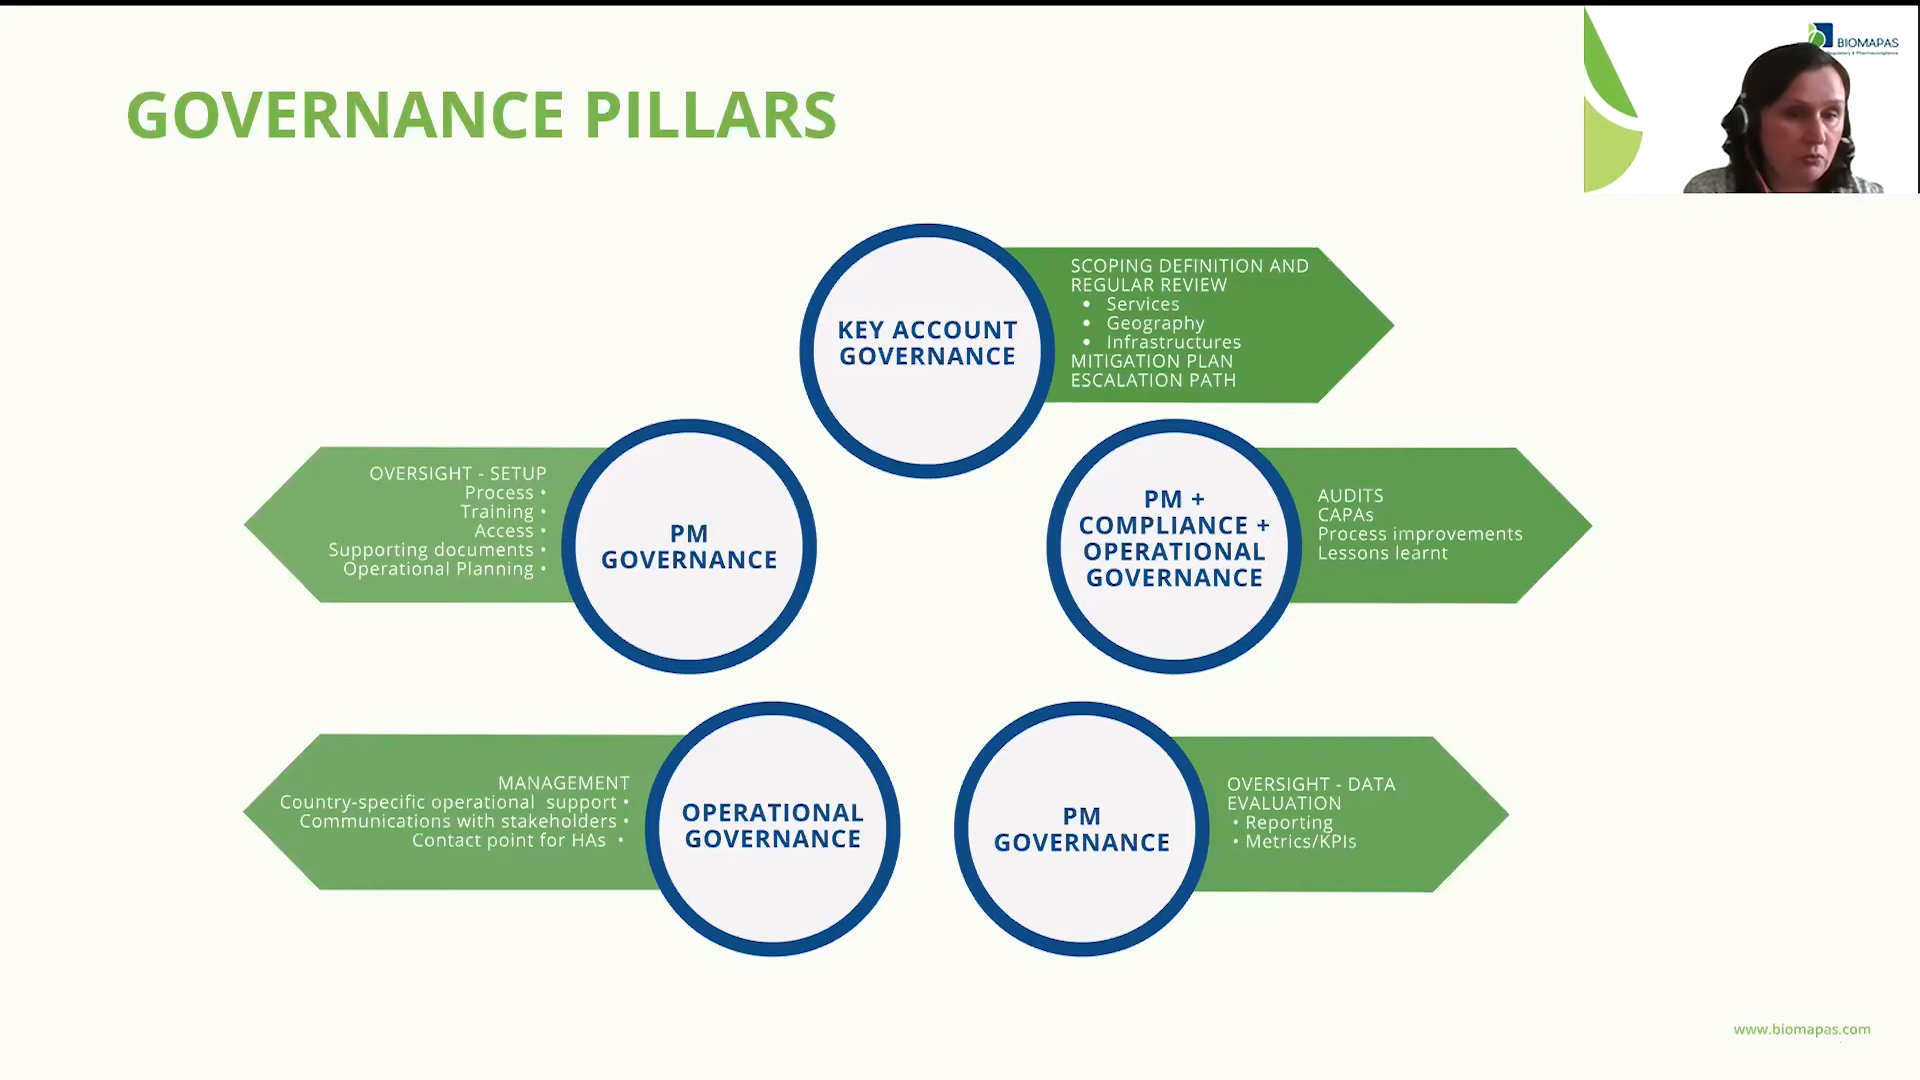 GOVERNANCE PILLARS
BIOMAPAS
KEY ACCOUNT
GOVERNANCE
SCOPING DEFINITION AND
REGULAR REVIEW
• Services
• Geography
• Infrastructures
MITIGATION PLAN
ESCALATION PATH
OVERSIGHT - SETUP
Process •
Training •
Access •
Supporting documents •
Operational Planning •
PM
GOVERNANCE
PM +
COMPLIANCE +
OPERATIONAL
GOVERNANCE
AUDITS
CAPAs
Process improvements
Lessons learnt
MANAGEMENT
Country-specific operational support •
Communications with stakeholders •
Contact point for HAs •
OPERATIONAL
GOVERNANCE
PM
GOVERNANCE
OVERSIGHT - DATA
EVALUATION
• Reporting
• Metrics/KPIs
www.biomapas.com